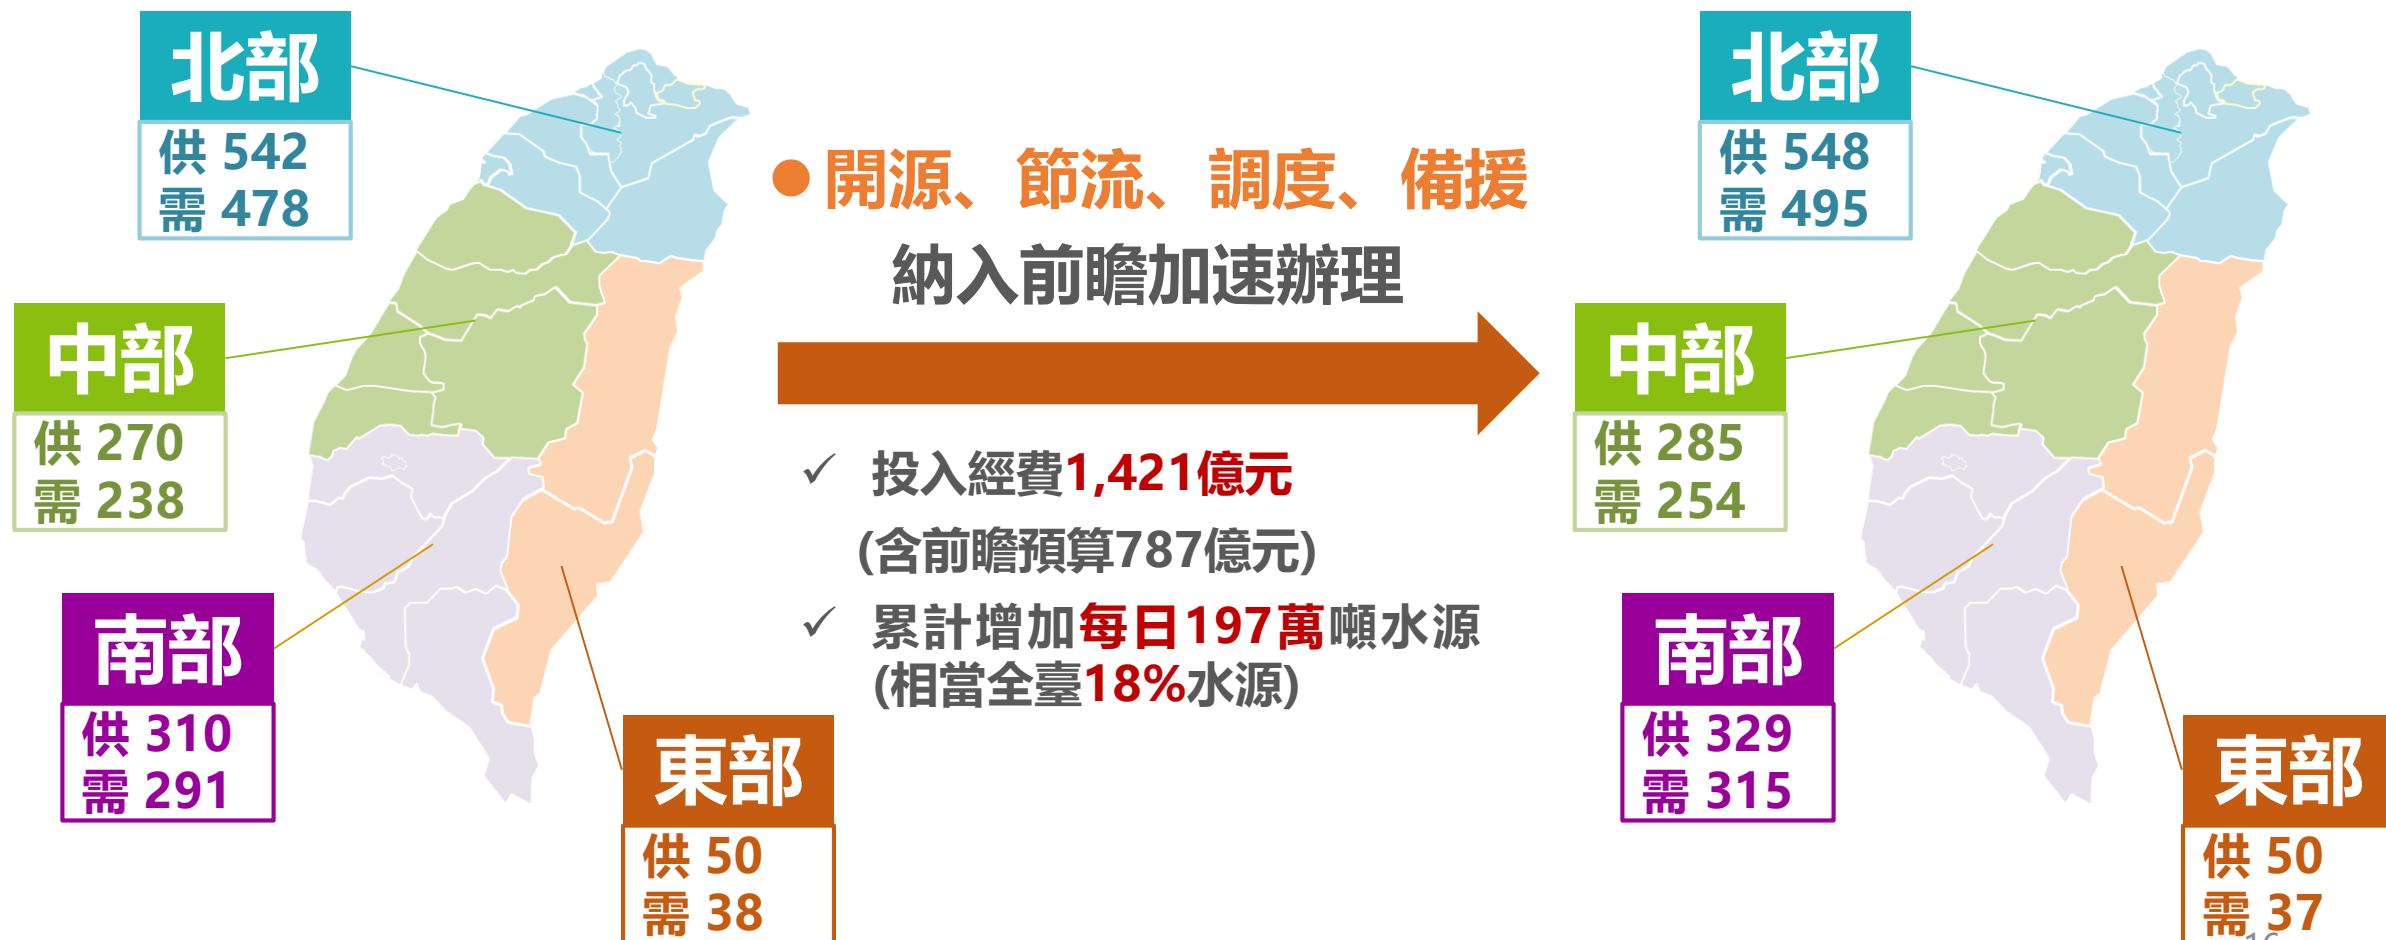 北部
供 542
需 478
中部
供 270
需 238
南部
供 310
需 291
東部
供 50
需 38
●開源、節流、調度、備援
納入前瞻加速辦理
✓ 投入經費1,421億元
(含前瞻預算787億元)
✓ 累計增加每日197萬噸水源
(相當全臺18%水源)
北部
供 548
需 495
中部
供 285
需 254
南部
供 329
需 315
東部
供 50
需 37